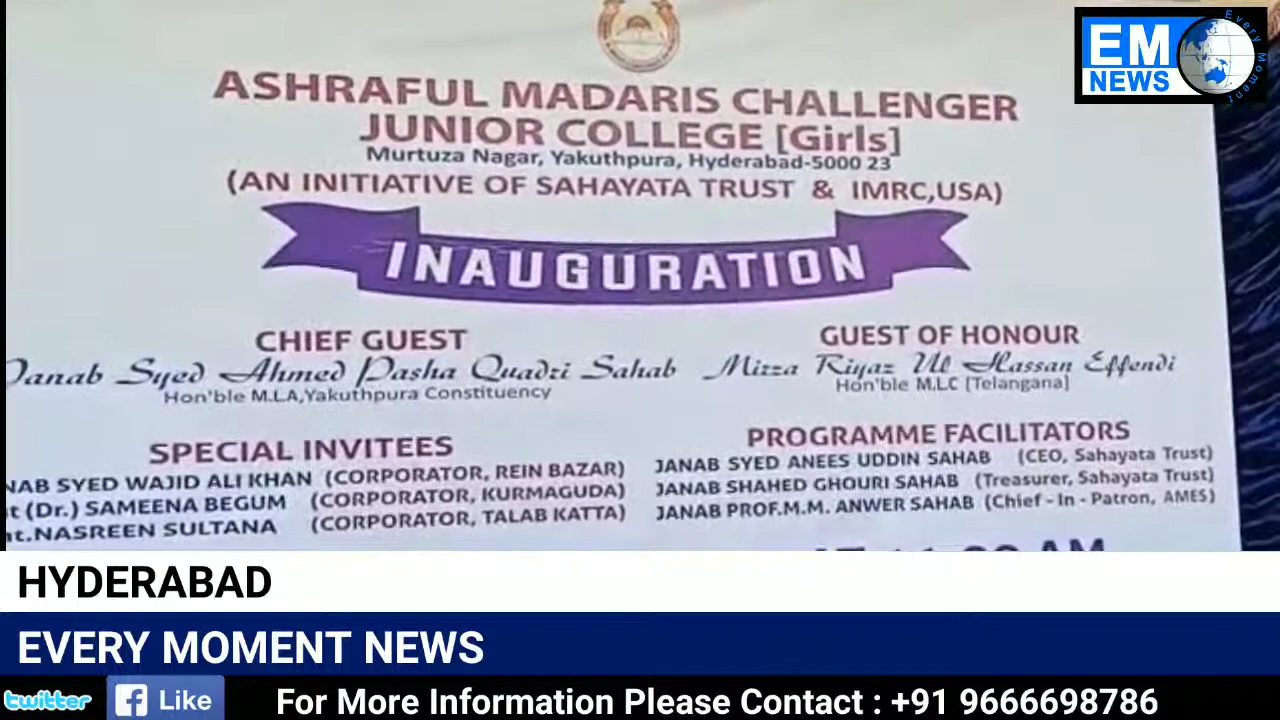 EM
NEWS
Every Moment
ASHRAFUL MADARIS CHALLENGER
JUNIOR COLLEGE [Girls]
Murtuza Nagar, Yakuthpura, Hyderabad-5000 23
(AN INITIATIVE OF SAHAYATA TRUST & IMRC,USA)
INAUGURATION
CHIEF GUEST
Janab Syed Ahmed Pasha Quadri Sahab
Hon'ble M.LA,Yakuthpura Constituency
GUEST OF HONOUR
Mirza Riyaz Ul Hassan Effendi
Hon'ble M.LC [Telangana]
SPECIAL INVITEES
NAB SYED WAJID ALI KHAN (CORPORATOR, REIN BAZAR)
t (Dr.) SAMEENA BEGUM (CORPORATOR, KURMAGUDA)
t.NASREEN SULTANA (CORPORATOR, TALAB KATTA)
PROGRAMME FACILITATORS
JANAB SYED ANEES UDDIN SAHAB (CEO, Sahayata Trust)
JANAB SHAHED GHOURI SAHAB (Treasurer, Sahayata Trust)
JANAB PROF.M.M. ANWER SAHAB (Chief - In - Patron, AMES)
AM
HYDERABAD
EVERY MOMENT NEWS
twitter
f Like
For More Information Please Contact : +91 9666698786